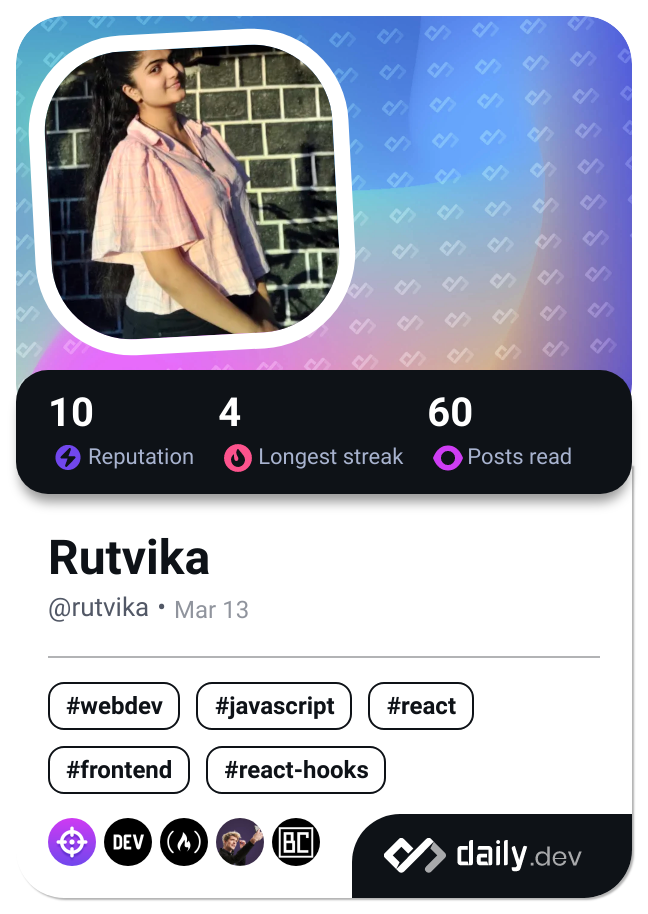 10 4 60
Reputation Longest streak Posts read
Rutvika
@rutvika • Mar 13
#webdev #javascript #react
#frontend #react-hooks
DEV BC
daily.dev